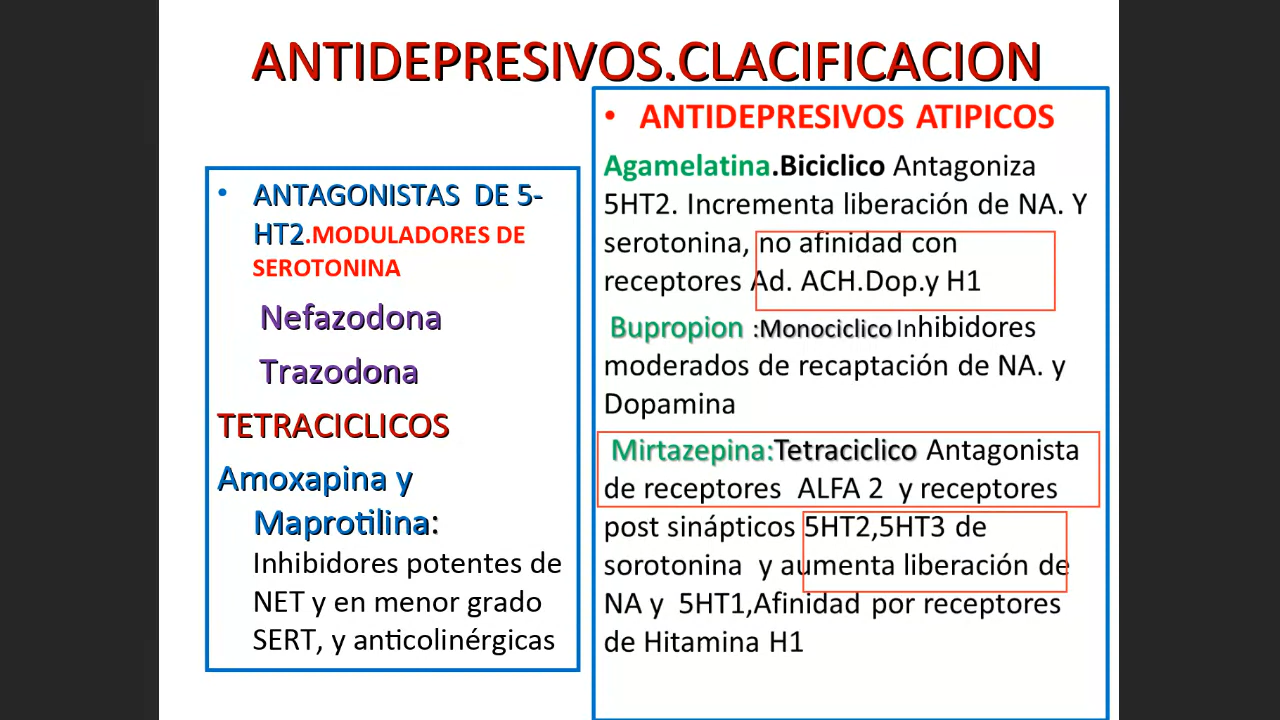 ANTIDEPRESIVOS.CLACIFICACION
• ANTAGONISTAS DE 5-
HT2.MODULADORES DE
SEROTONINA
Nefazodona
Trazodona
TETRACICLICOS
Amoxapina y
Maprotilina:
Inhibidores potentes de
NET y en menor grado
SERT, y anticolinérgicas
• ANTIDEPRESIVOS ATIPICOS
Agamelatina.Biciclico Antagoniza
5HT2. Incrementa liberación de NA. Y
serotonina, no afinidad con
receptores Ad. ACH.Dop.y H1
Bupropion :Monociclico Inhibidores
moderados de recaptación de NA. y
Dopamina
Mirtazepina:Tetraciclico Antagonista
de receptores ALFA 2 y receptores
post sinápticos 5HT2,5HT3 de
sorotonina y aumenta liberación de
NA y 5HT1,Afinidad por receptores
de Hitamina H1